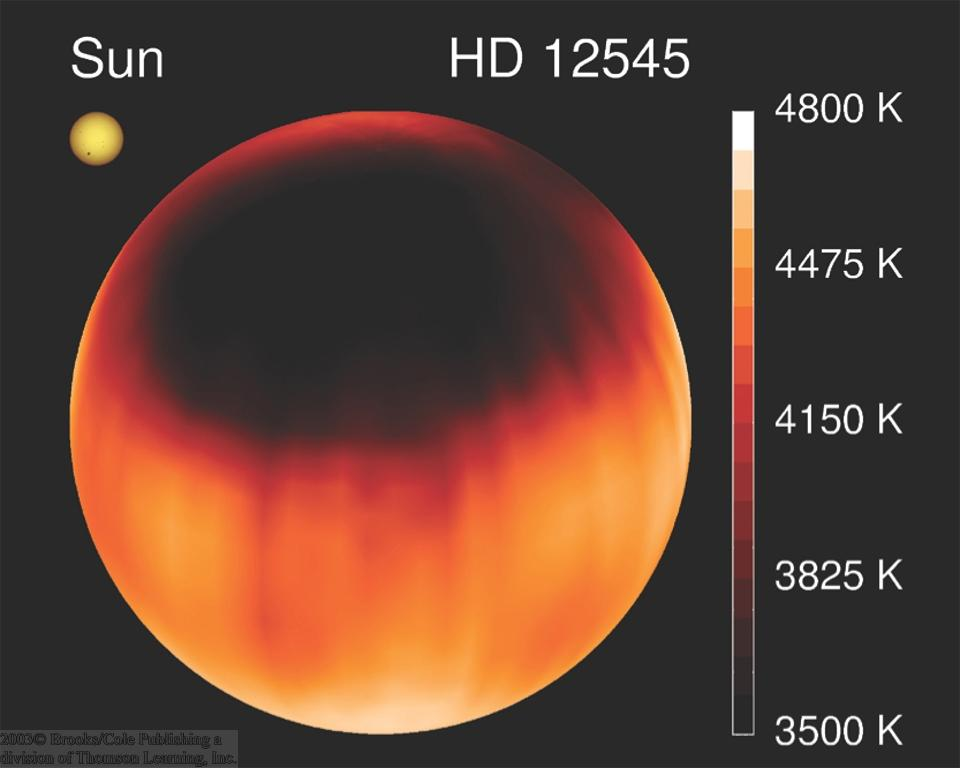 Sun
HD 12545
4800 K
4475 K
4150 K
3825 K
3500 K
2003© Brooks/Cole Publishing a
division of Thomson Learning, Inc.